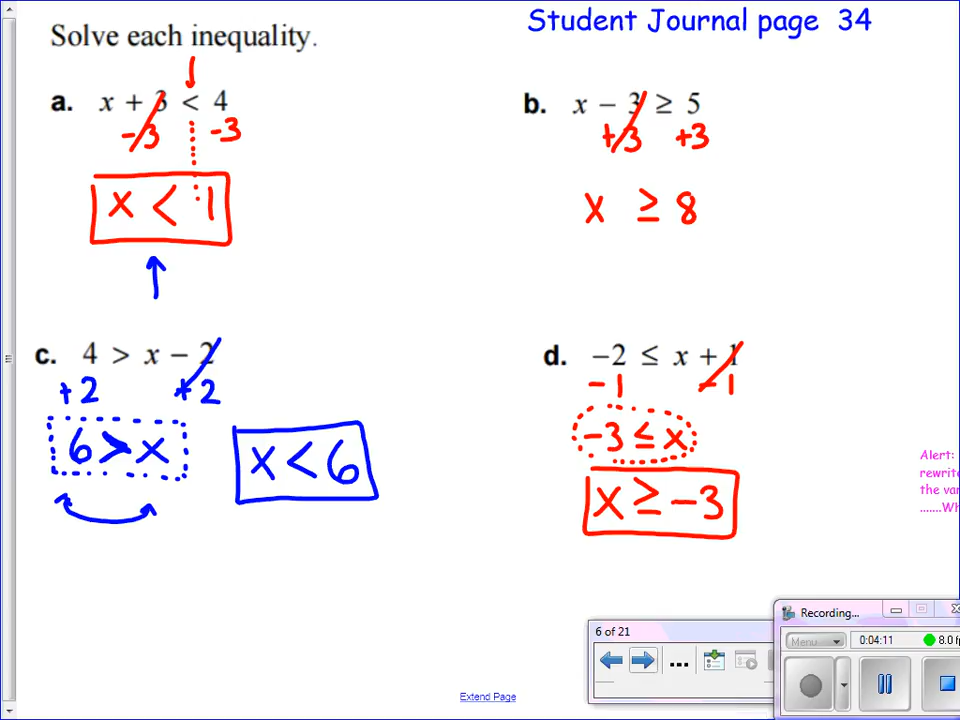 Student Journal page 34
Solve each inequality.
a. x + 3 < 4
-3 -3
x < 1
b. x − 3 ≥ 5
+3 +3
x ≥ 8
c. 4 > x − 2
+2 +2
6 > x
x < 6
d. −2 ≤ x + 1
-1 -1
-3 ≤ x
x ≥ -3
Alert:
rewrite
the
6 of 21
Recording...
Menu
0:04:11
8.0
Extend Page